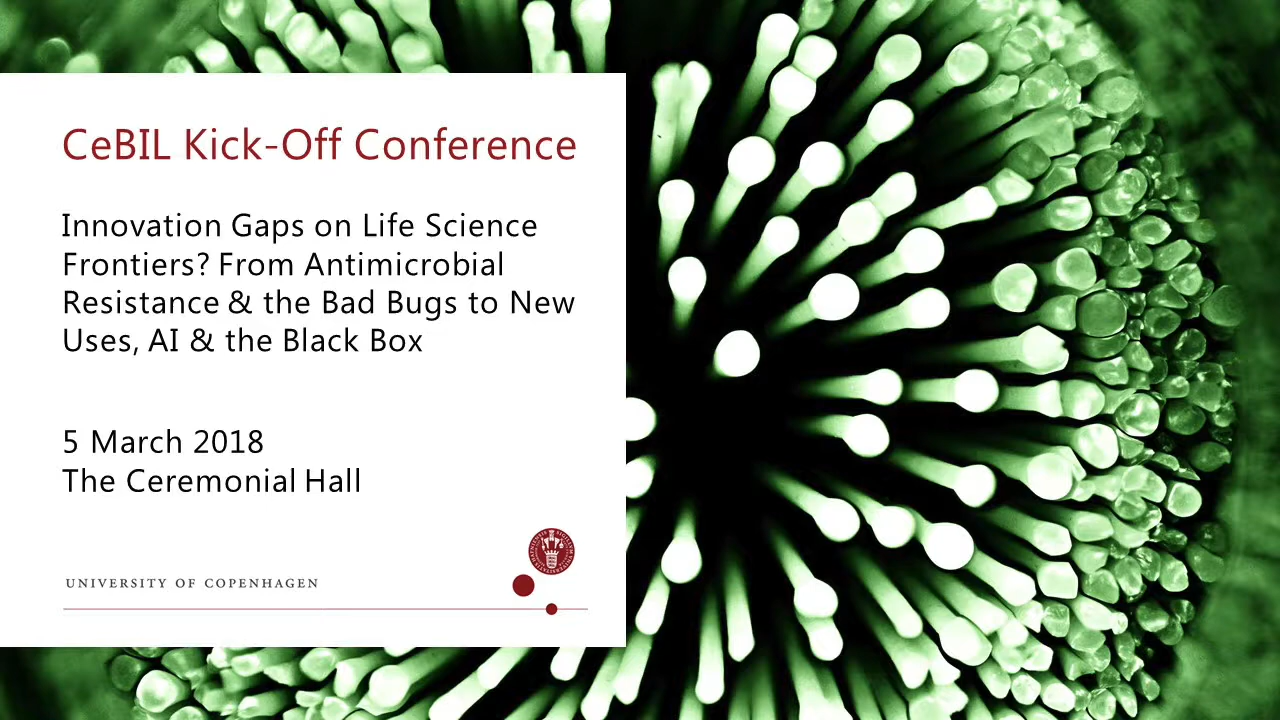 CeBIL Kick-Off Conference
Innovation Gaps on Life Science
Frontiers? From Antimicrobial
Resistance & the Bad Bugs to New
Uses, AI & the Black Box
5 March 2018
The Ceremonial Hall
UNIVERSITY OF COPENHAGEN